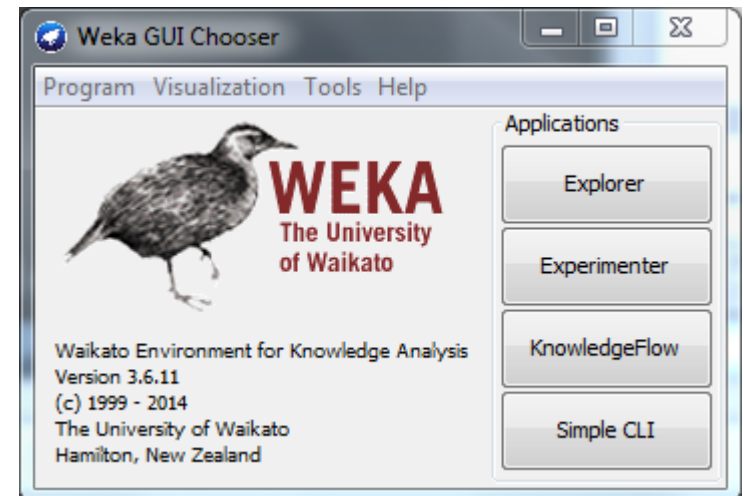 Weka GUI Chooser
Program Visualization Tools Help
WEKA
The University
of Waikato
Waikato Environment for Knowledge Analysis
Version 3.6.11
(c) 1999 - 2014
The University of Waikato
Hamilton, New Zealand
Applications
Explorer
Experimenter
KnowledgeFlow
Simple CLI